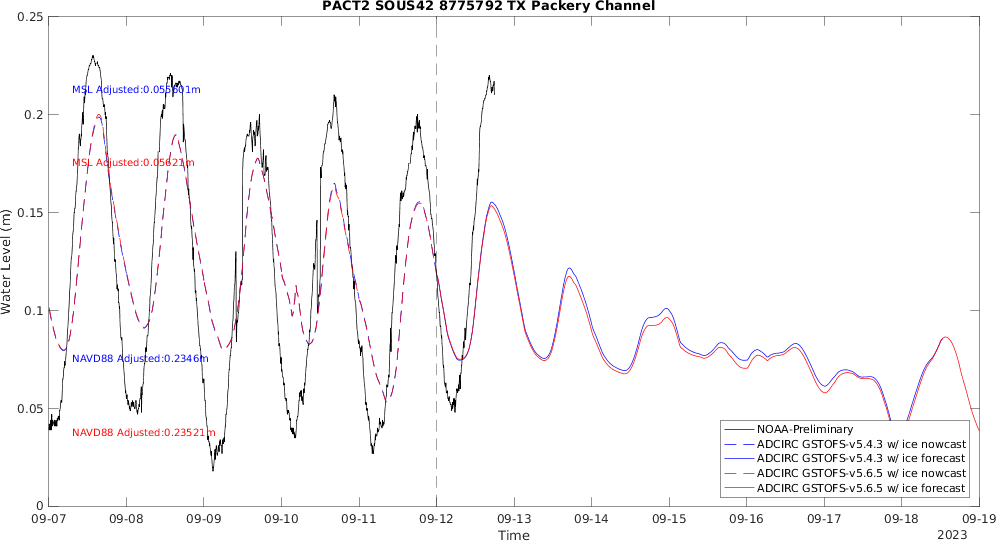 PACT2 SOUS42 8775792 TX Packery Channel
0.25
0.2
0.15
0.1
0.05
0
Water Level (m)
MSL Adjusted:0.055801m
MSL Adjusted:0.05621m
NAVD88 Adjusted:0.2346m
NAVD88 Adjusted:0.23521m
NOAA-Preliminary
ADCIRC GSTOFS-v5.4.3 w/ ice nowcast
ADCIRC GSTOFS-v5.4.3 w/ ice forecast
ADCIRC GSTOFS-v5.6.5 w/ ice nowcast
ADCIRC GSTOFS-v5.6.5 w/ ice forecast
09-07 09-08 09-09 09-10 09-11 09-12 09-13 09-14 09-15 09-16 09-17 09-18 09-19
Time
2023